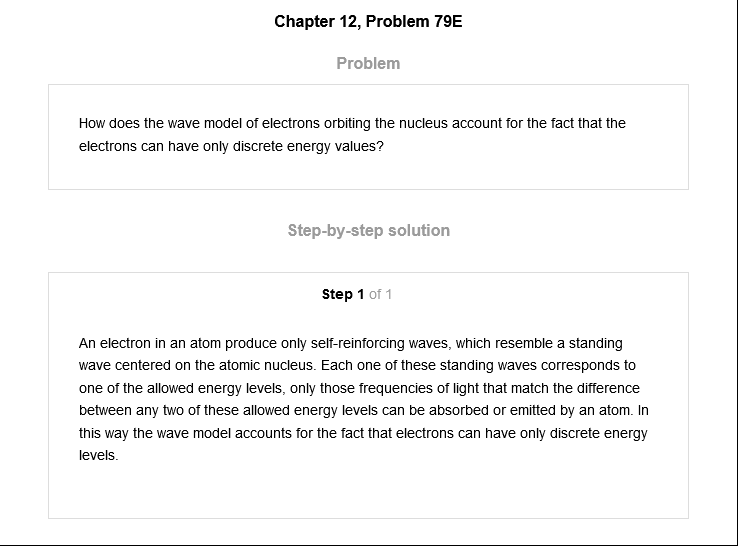 Chapter 12, Problem 79E
Problem
How does the wave model of electrons orbiting the nucleus account for the fact that the
electrons can have only discrete energy values?
Step-by-step solution
Step 1 of 1
An electron in an atom produce only self-reinforcing waves, which resemble a standing
wave centered on the atomic nucleus. Each one of these standing waves corresponds to
one of the allowed energy levels, only those frequencies of light that match the difference
between any two of these allowed energy levels can be absorbed or emitted by an atom. In
this way the wave model accounts for the fact that electrons can have only discrete energy
levels.